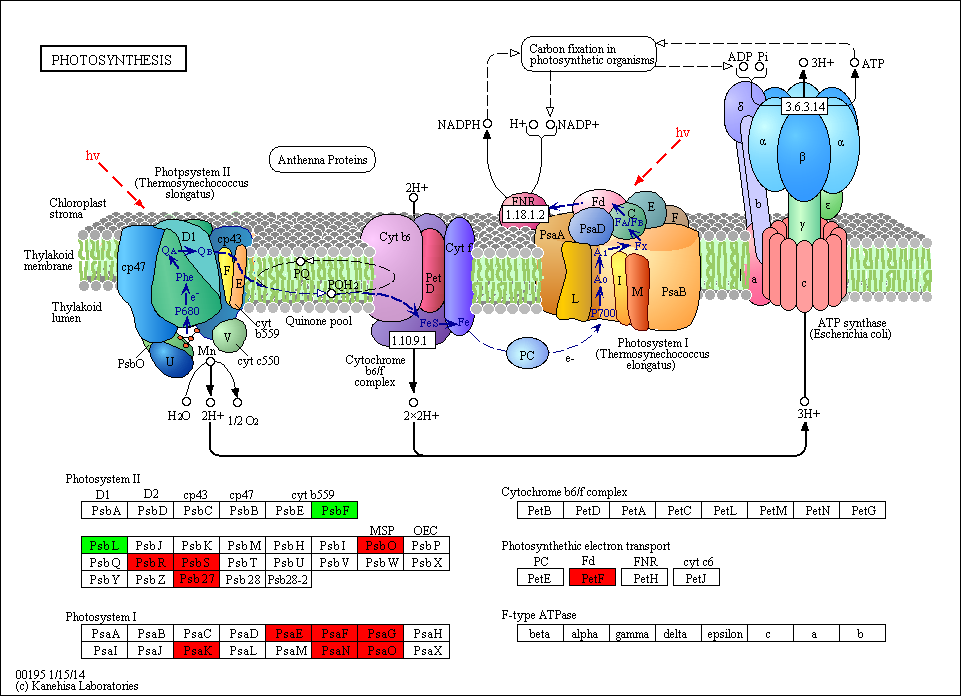 PHOTOSYNTHESIS
Carbon fixation in
photosynthetic organisms
ADP Pi
3H+
ATP
NADPH
H+
NADP+
hν
hν
Anthenna Proteins
Photpsystem II
(Thermosynechococcus
elongatus)
2H+
Chloroplast
stroma
Thylakoid
membrane
Thylakoid
lumen
cp47
D1
cp43
QA
QB
Phe
e-
P680
F
E
PsbO
U
Mn
V
cyt
b559
cyt c550
H2O
2H+
1/2 O2
PQ
PQH2
Quinone pool
Cyt b6
Pet
D
Cyt f
FeS
Fe
1.10.9.1
Cytochrome
b6/f
complex
2×2H+
PC
e-
FNR
1.18.1.2
Fd
PsaA
PsaD
C
E
F
FA/FB
Fx
A1
A0
P700
L
I
M
PsaB
Photosystem I
(Thermosynechococcus
elongatus)
δ
3.6.3.14
α
β
α
b
ε
γ
a
c
ATP synthase
(Escherichia coli)
3H+
Photosystem II
D1 D2 cp43 cp47 cyt b559
PsbA PsbD PsbC PsbB PsbE PsbF
MSP OEC
PsbL PsbJ PsbK PsbM PsbH PsbI PsbO PsbP
PsbQ PsbR PsbS PsbT PsbU PsbV PsbW PsbX
PsbY PsbZ Psb27 Psb28 Psb28-2
Photosystem I
PsaA PsaB PsaC PsaD PsaE PsaF PsaG PsaH
PsaI PsaJ PsaK PsaL PsaM PsaN PsaO PsaX
Cytochrome b6/f complex
PetB PetD PetA PetC PetL PetM PetN PetG
Photosynthethic electron transport
PC Fd FNR cyt c6
PetE PetF PetH PetJ
F-type ATPase
beta alpha gamma delta epsilon c a b
00195 1/15/14
(c) Kanehisa Laboratories